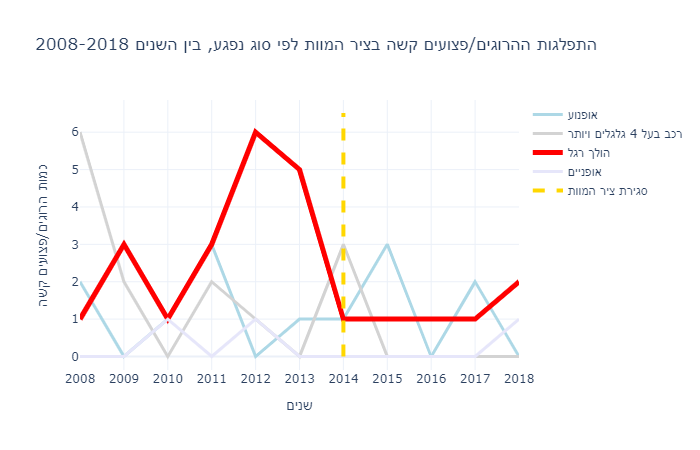 התפלגות ההרוגים/פצועים קשה בציר המוות לפי סוג נפגע, בין השנים 2008-2018
אופנוע
רכב בעל 4 גלגלים ויותר
הולך רגל
אופניים
סגירת ציר המוות
כמות הרוגים/פצועים קשה
6
5
4
3
2
1
0
2008 2009 2010 2011 2012 2013 2014 2015 2016 2017 2018
שנים